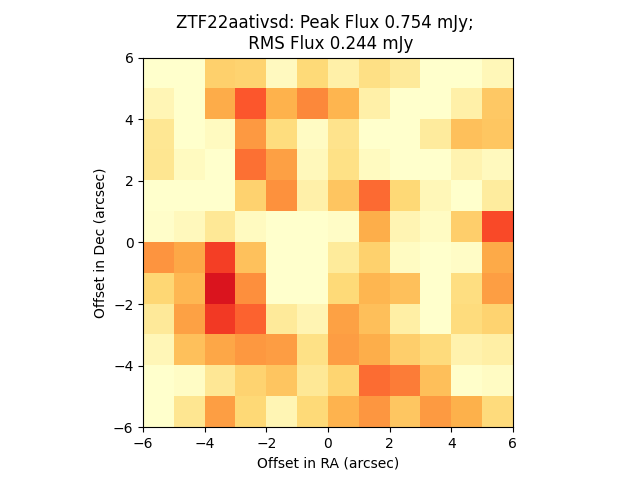 ZTF22aativsd: Peak Flux 0.754 mJy;
RMS Flux 0.244 mJy
6
4
2
0
−2
−4
−6
Offset in Dec (arcsec)
−6 −4 −2 0 2 4 6
Offset in RA (arcsec)